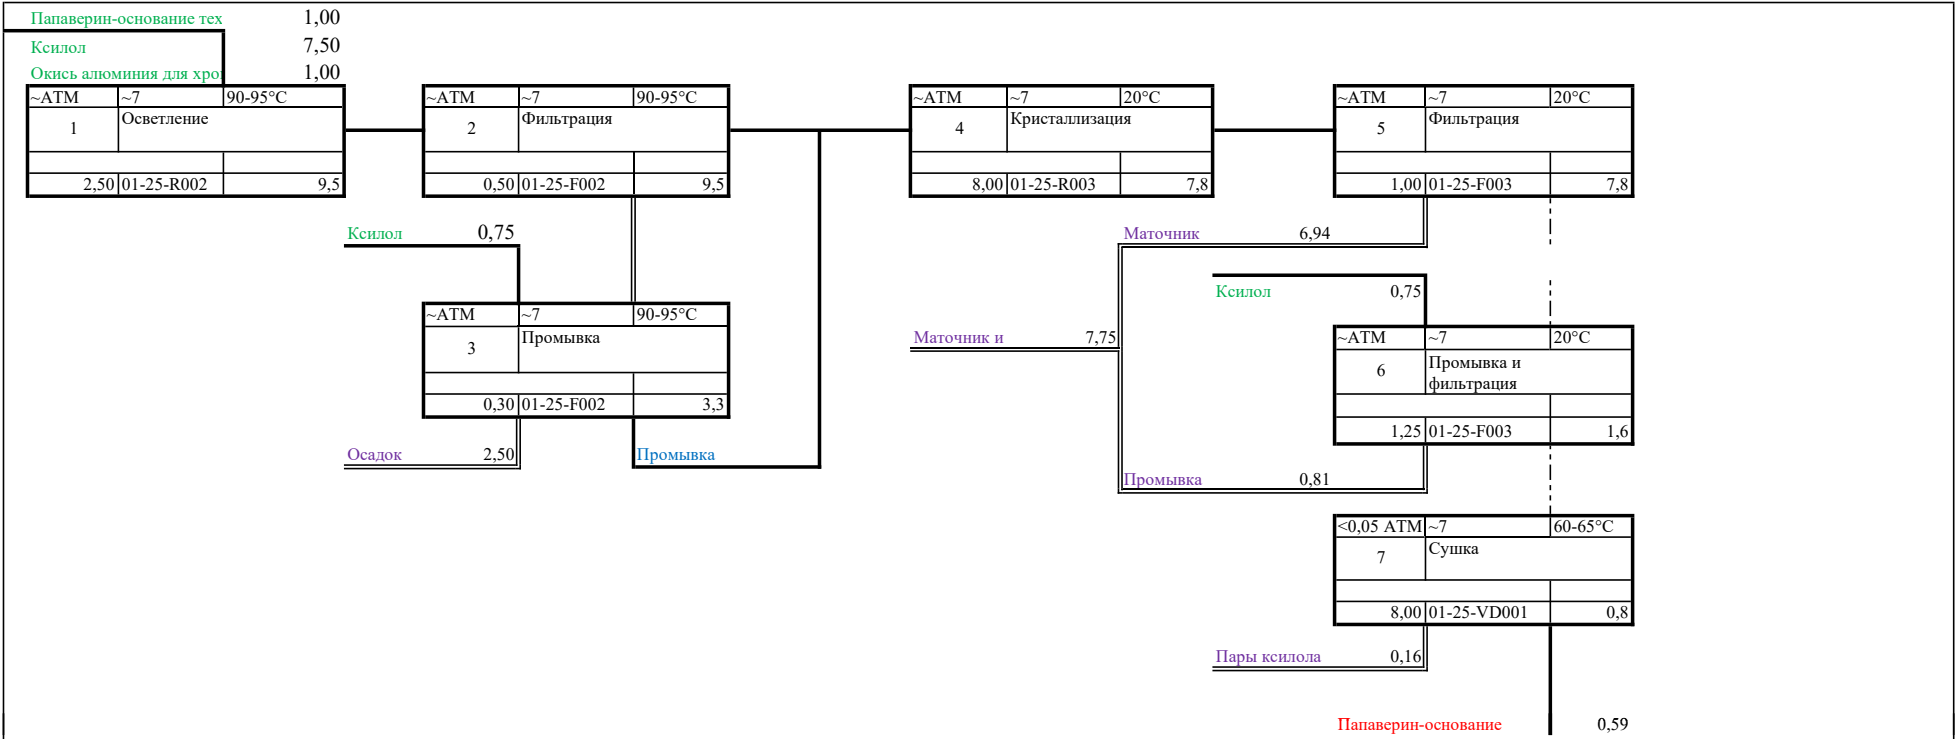 Папаверин-основание тех 1,00
Ксилол 7,50
Окись алюминия для хро 1,00
~АТМ ~7 90-95°C
1 Осветление
2,50 01-25-R002 9,5
~АТМ ~7 90-95°C
2 Фильтрация
0,50 01-25-F002 9,5
~АТМ ~7 20°C
4 Кристаллизация
8,00 01-25-R003 7,8
~АТМ ~7 20°C
5 Фильтрация
1,00 01-25-F003 7,8
Ксилол 0,75
Маточник 6,94
Ксилол 0,75
~АТМ ~7 90-95°C
3 Промывка
0,30 01-25-F002 3,3
Маточник и 7,75
~АТМ ~7 20°C
6 Промывка и
фильтрация
1,25 01-25-F003 1,6
Осадок 2,50
Промывка
Промывка 0,81
<0,05 АТМ ~7 60-65°C
7 Сушка
8,00 01-25-VD001 0,8
Пары ксилола 0,16
Папаверин-основание 0,59